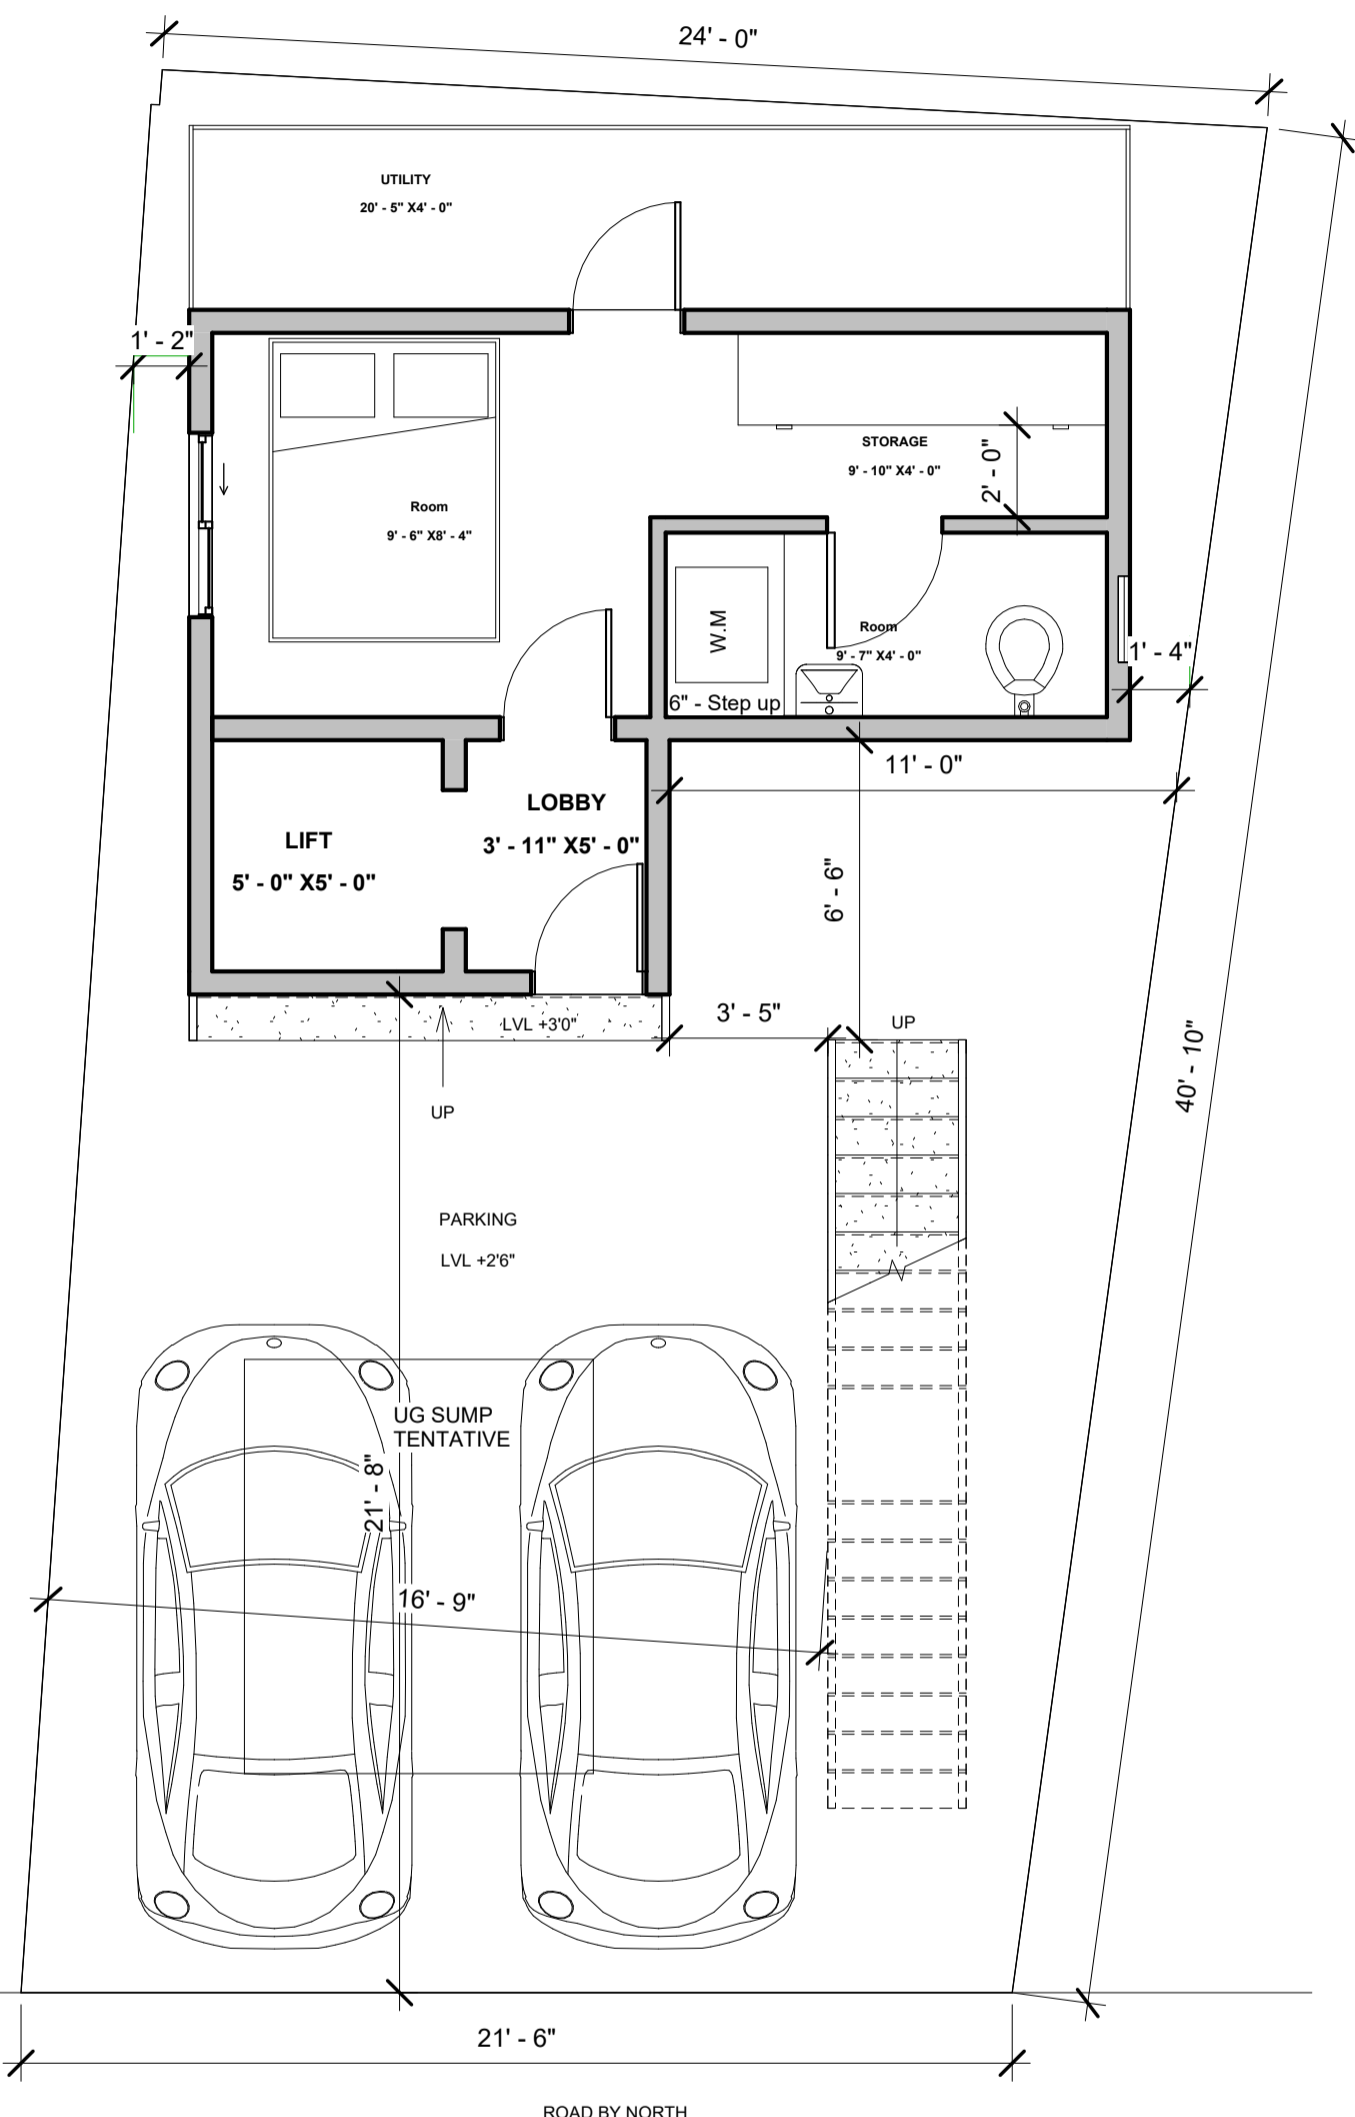 24' - 0"
UTILITY
20' - 5" X4' - 0"
1' - 2"
STORAGE
9' - 10" X4' - 0"
2' - 0"
Room
9' - 6" X8' - 4"
W.M
Room
9' - 7" X4' - 0"
1' - 4"
6" - Step up
11' - 0"
LOBBY
3' - 11" X5' - 0"
LIFT
5' - 0" X5' - 0"
6' - 6"
3' - 5"
LVL +3'0"
UP
40' - 10"
UP
PARKING
LVL +2'6"
UG SUMP
TENTATIVE
21' - 8"
16' - 9"
21' - 6"
ROAD BY NORTH